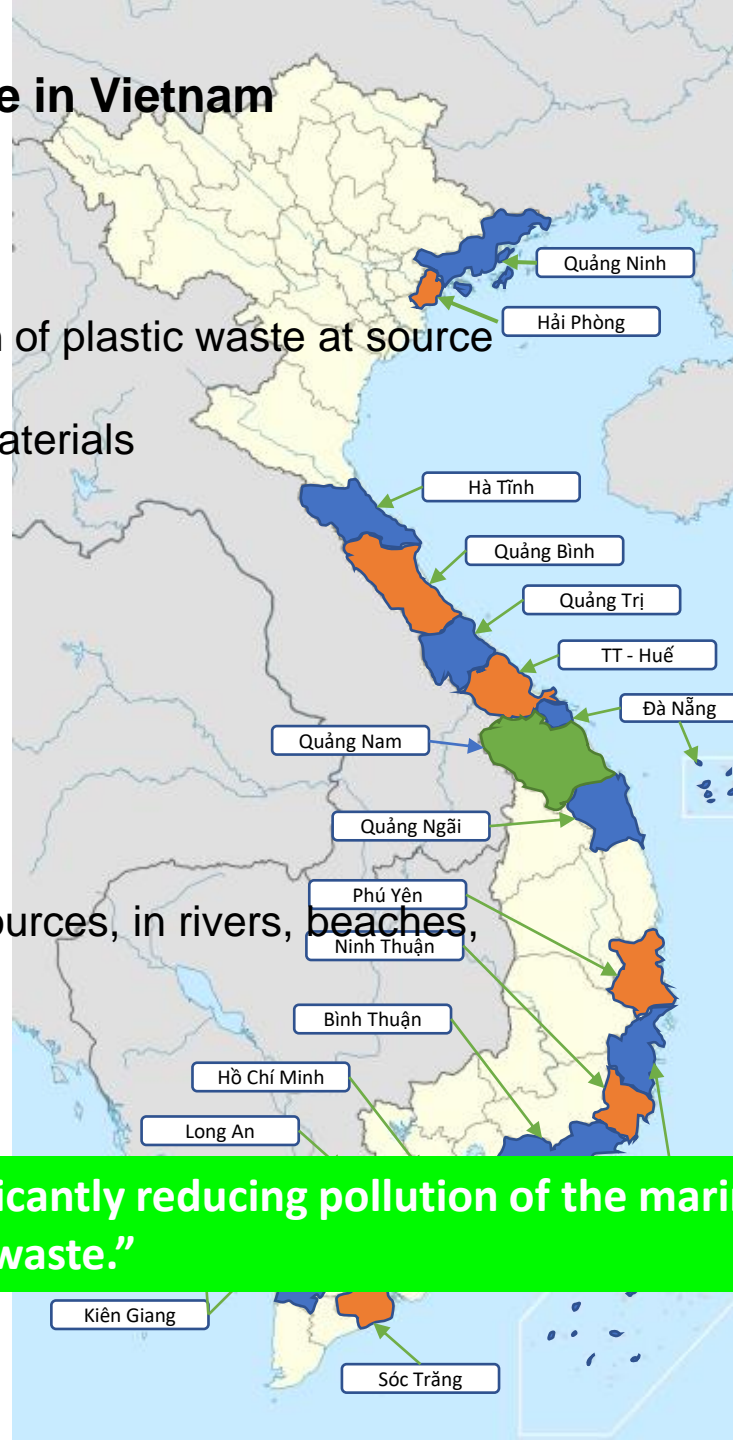 e in Vietnam
Quảng Ninh
Hải Phòng
of plastic waste at source
aterials
Hà Tĩnh
Quảng Bình
Quảng Trị
TT - Huế
Đà Nẵng
Quảng Nam
Quảng Ngãi
Phú Yên
ources, in rivers, beaches,
Ninh Thuận
Bình Thuận
Hồ Chí Minh
Long An
icantly reducing pollution of the marin
waste.”
Kiên Giang
Sóc Trăng